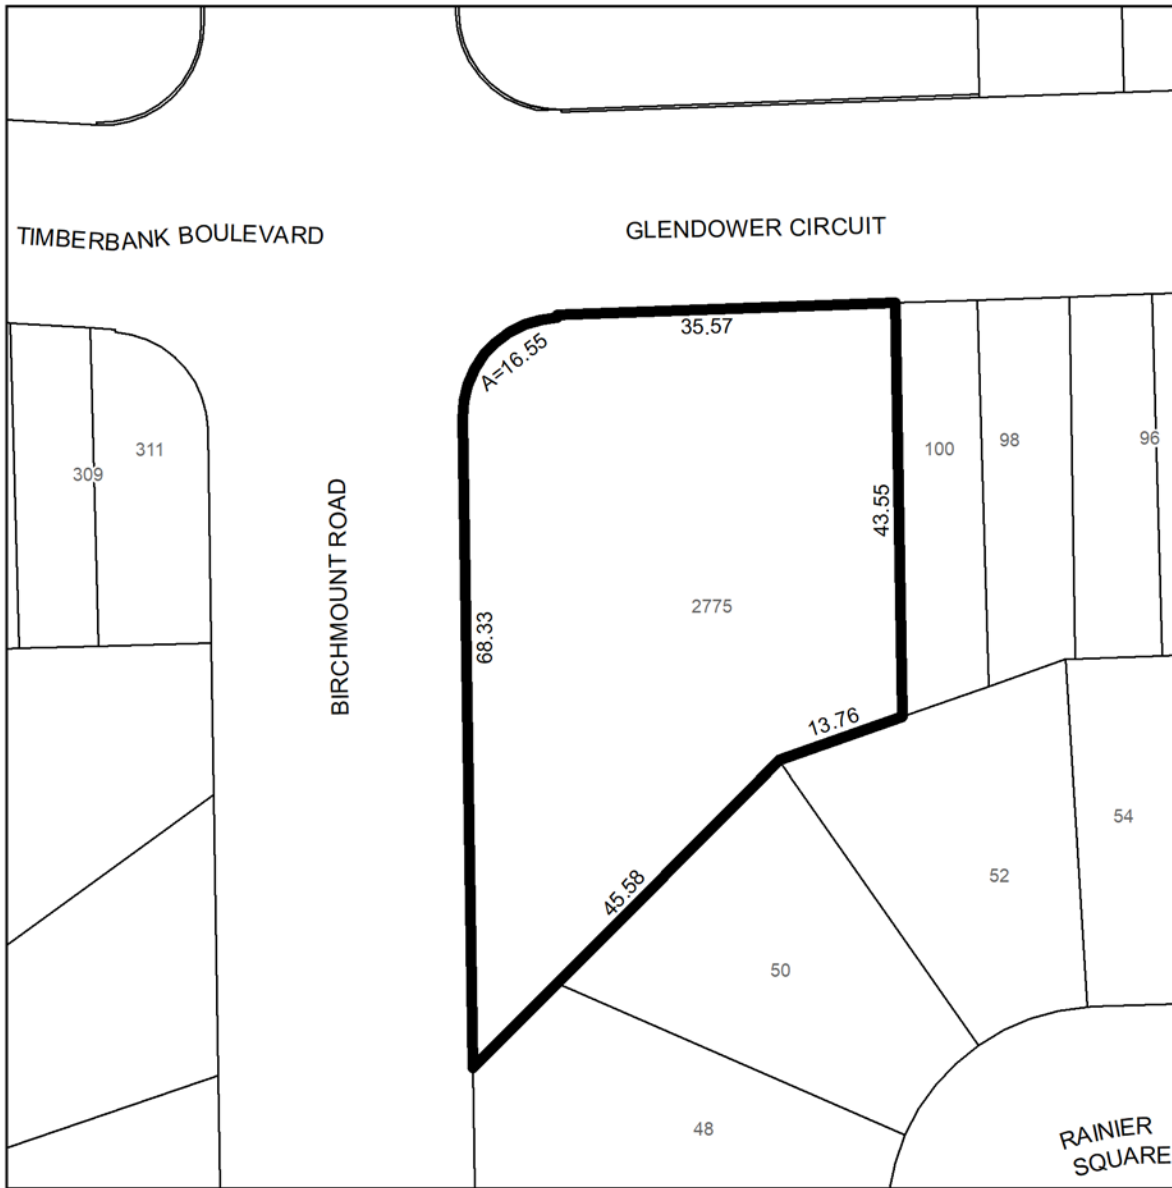 TIMBERBANK BOULEVARD
GLENDOWER CIRCUIT
35.57
A=16.55
311
309
100
98
96
BIRCHMOUNT ROAD
43.55
2775
68.33
13.76
54
52
45.58
50
48
RAINIER
SQUARE